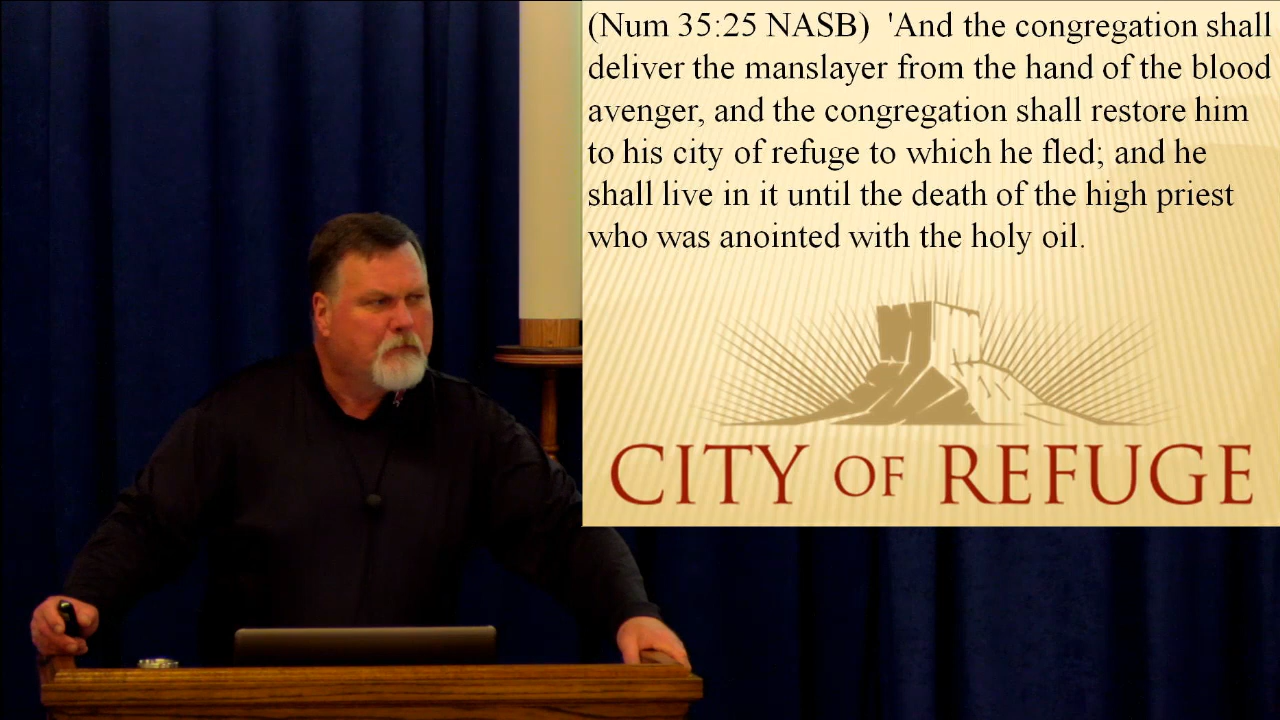 (Num 35:25 NASB)  'And the congregation shall
deliver the manslayer from the hand of the blood
avenger, and the congregation shall restore him
to his city of refuge to which he fled; and he
shall live in it until the death of the high priest
who was anointed with the holy oil.
CITY OF REFUGE